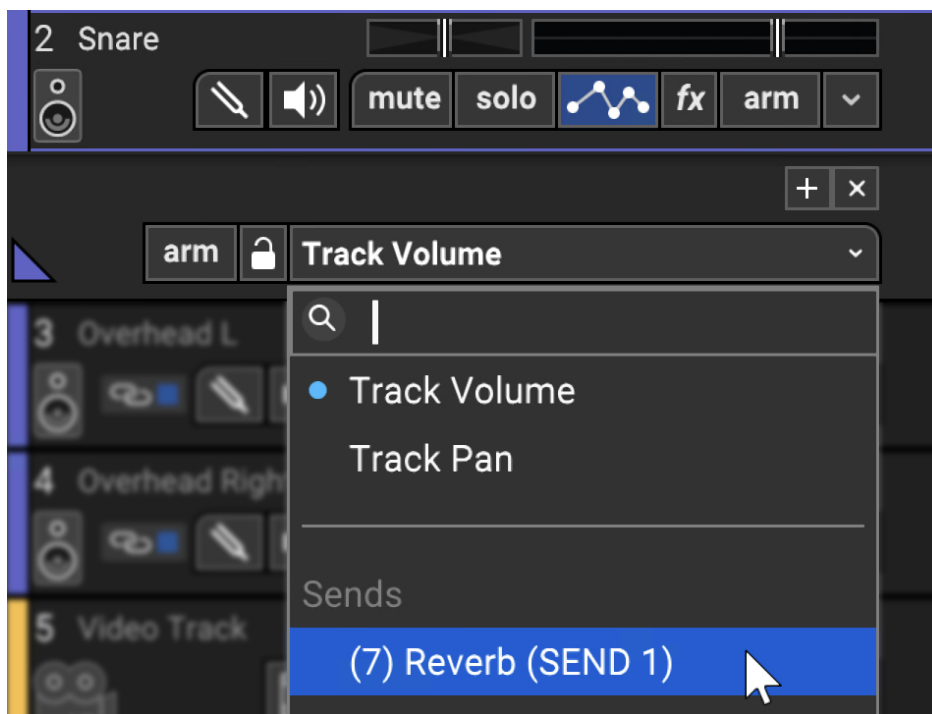 2 Snare
mute solo fx arm
arm Track Volume
3 Overhead L
Track Volume
Track Pan
4 Overhead Righ
Sends
5 Video Track
(7) Reverb (SEND 1)